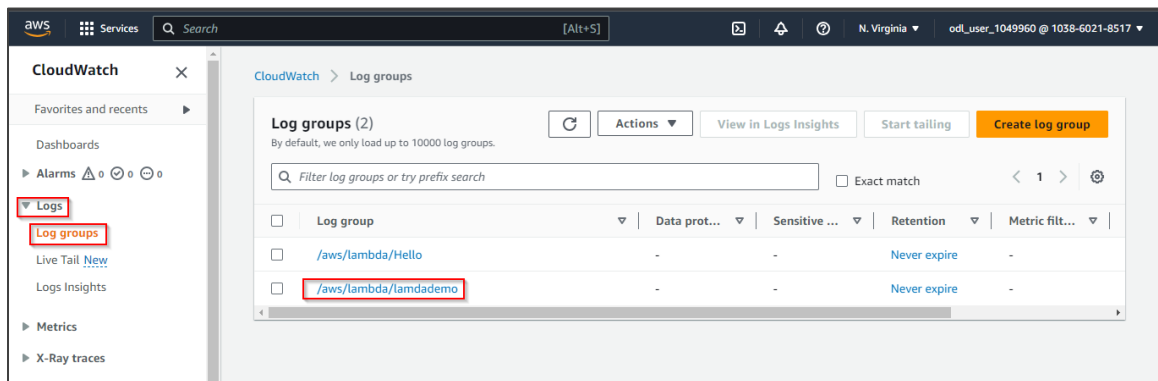 aws Services Search [Alt+S] N. Virginia odl_user_1049960 @ 1038-6021-8517
CloudWatch
Favorites and recents
Dashboards
Alarms 0 0 0
Logs
Log groups
Live Tail New
Logs Insights
Metrics
X-Ray traces
CloudWatch > Log groups
Log groups (2)
By default, we only load up to 10000 log groups.
Actions View in Logs Insights Start tailing Create log group
Filter log groups or try prefix search Exact match < 1 >
Log group Data prot... Sensitive ... Retention Metric filt...
/aws/lambda/Hello - - Never expire -
/aws/lambda/lamdademo - - Never expire -